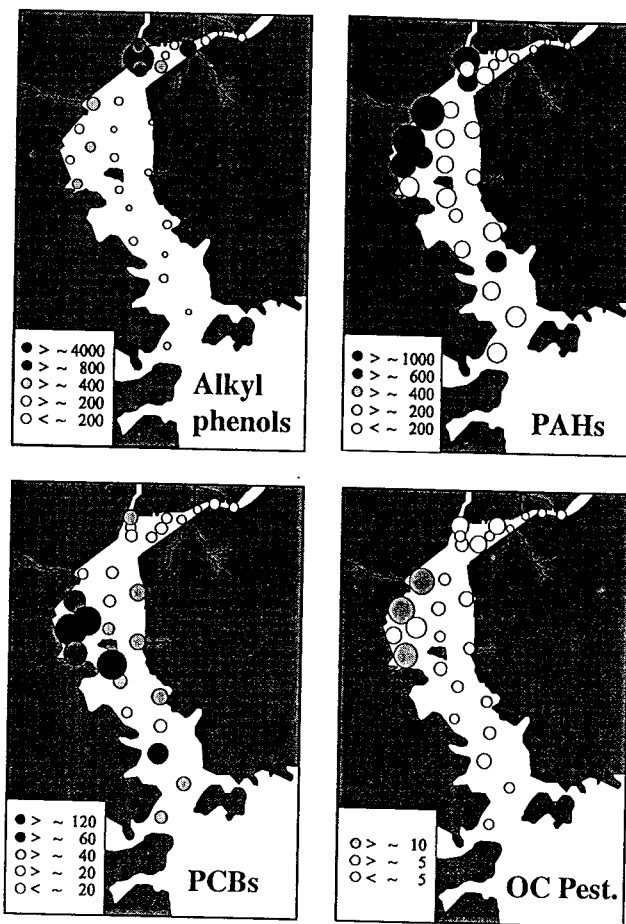 > ~ 4000
> ~ 800
> ~ 400
> ~ 200
< ~ 200
Alkyl
phenols
> ~ 1000
> ~ 600
> ~ 400
> ~ 200
< ~ 200
PAHs
> ~ 120
> ~ 60
> ~ 40
> ~ 20
< ~ 20
PCBs
> ~ 10
> ~ 5
< ~ 5
OC Pest.